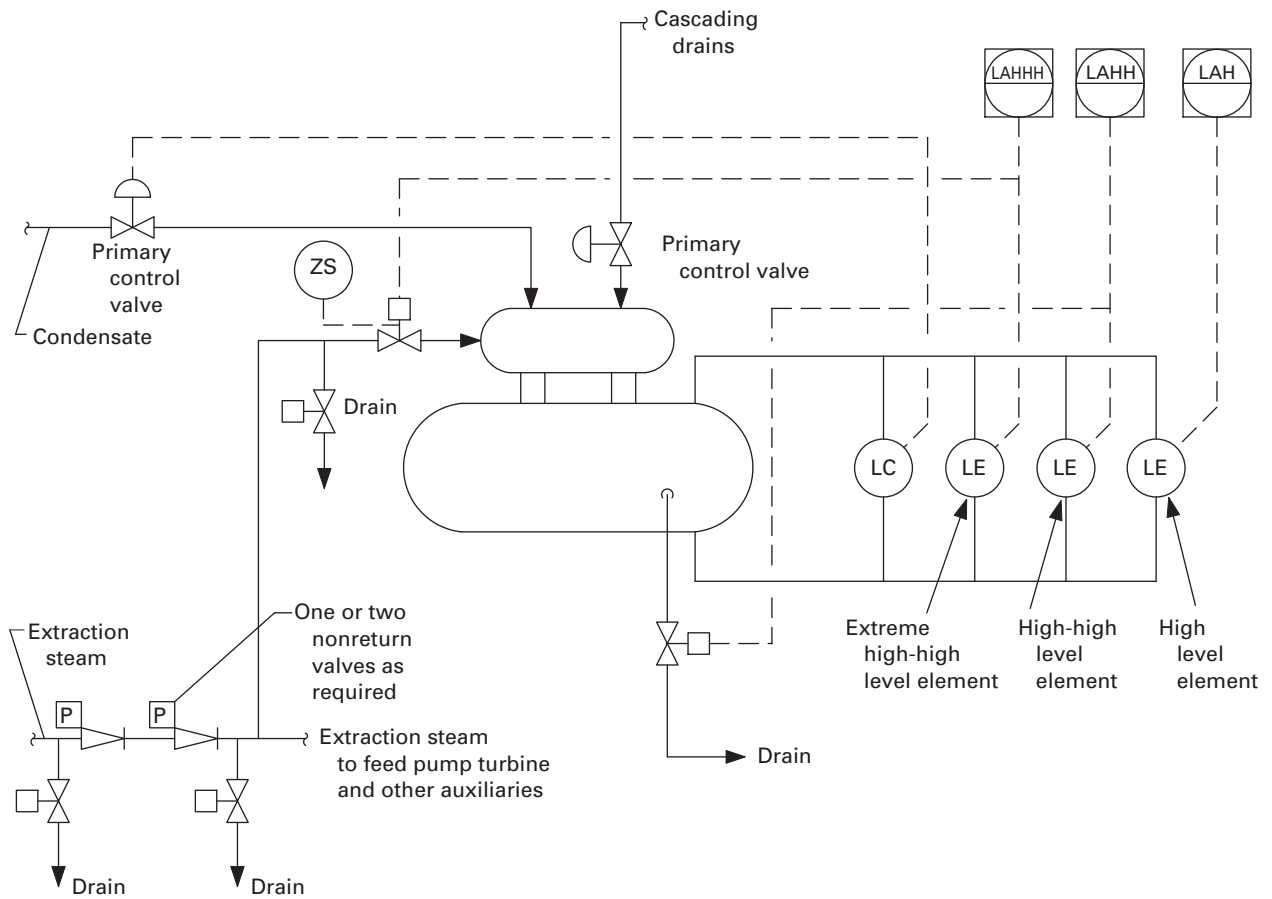 Cascading
drains
LAHHH
LAHH
LAH
Primary
control
valve
ZS
Primary
control valve
Condensate
Drain
LC
LE
LE
LE
Extraction
steam
One or two
nonreturn
valves as
required
Extreme
high-high
level element
High-high
level
element
High
level
element
P
P
Extraction steam
to feed pump turbine
and other auxiliaries
Drain
Drain
Drain